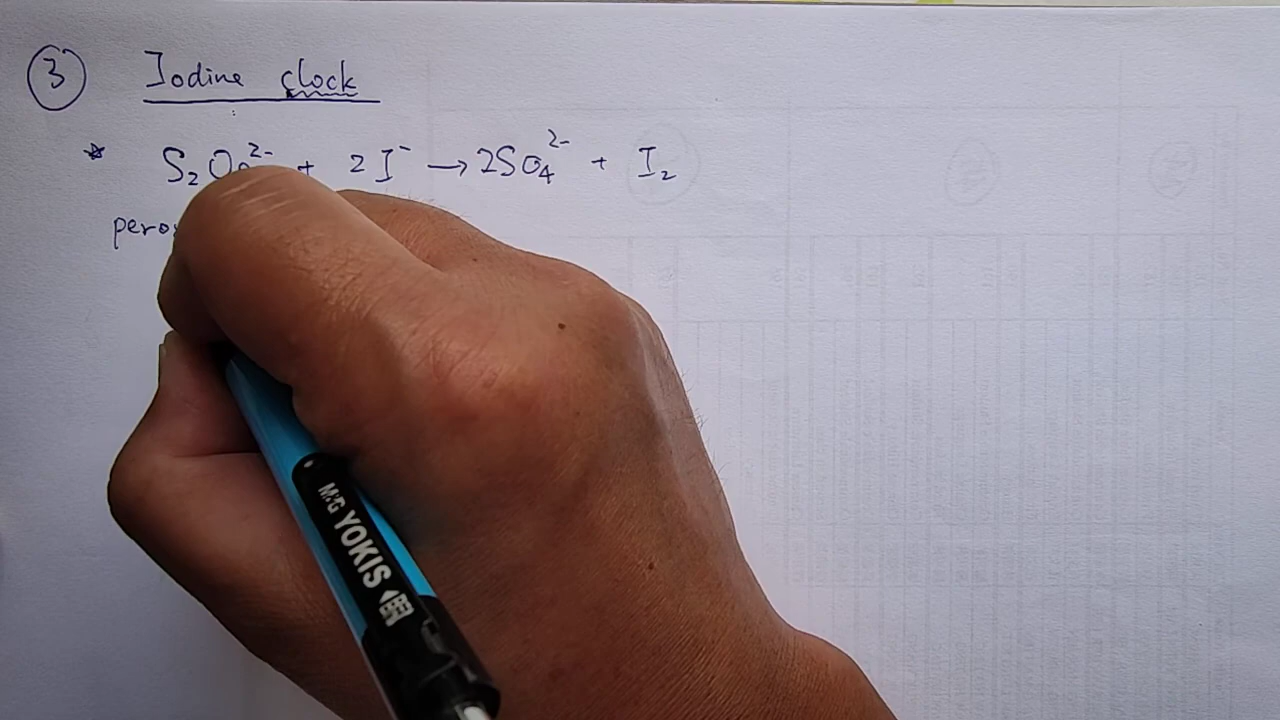 3 Iodine clock
* S₂O₈²⁻ + 2I⁻ → 2SO₄²⁻ + I₂
M&G YOKIS